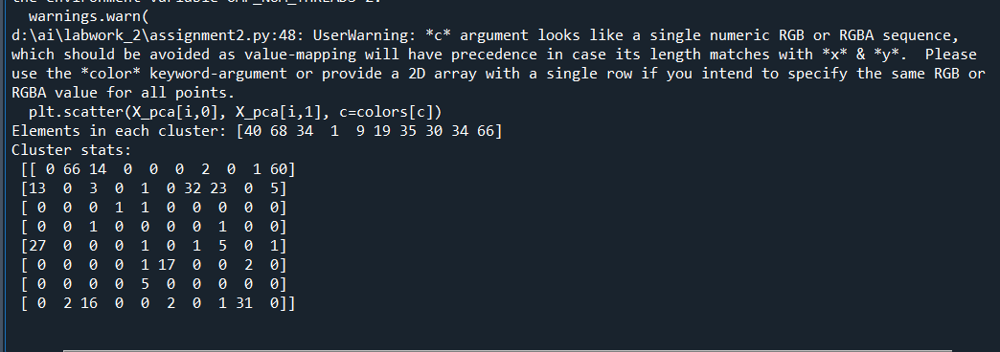 warnings.warn(
d:\ai\labwork_2\assignment2.py:48: UserWarning: *c* argument looks like a single numeric RGB or RGBA sequence,
which should be avoided as value-mapping will have precedence in case its length matches with *x* & *y*.  Please
use the *color* keyword-argument or provide a 2D array with a single row if you intend to specify the same RGB or
RGBA value for all points.
  plt.scatter(X_pca[i,0], X_pca[i,1], c=colors[c])
Elements in each cluster: [40 68 34  1  9 19 35 30 34 66]
Cluster stats:
 [[ 0 66 14  0  0  0  2  0  1 60]
 [13  0  3  0  1  0 32 23  0  5]
 [ 0  0  0  1  1  0  0  0  0  0]
 [ 0  0  1  0  0  0  0  1  0  0]
 [27  0  0  0  1  0  1  5  0  1]
 [ 0  0  0  0  1 17  0  0  2  0]
 [ 0  0  0  0  5  0  0  0  0  0]
 [ 0  2 16  0  0  2  0  1 31  0]]